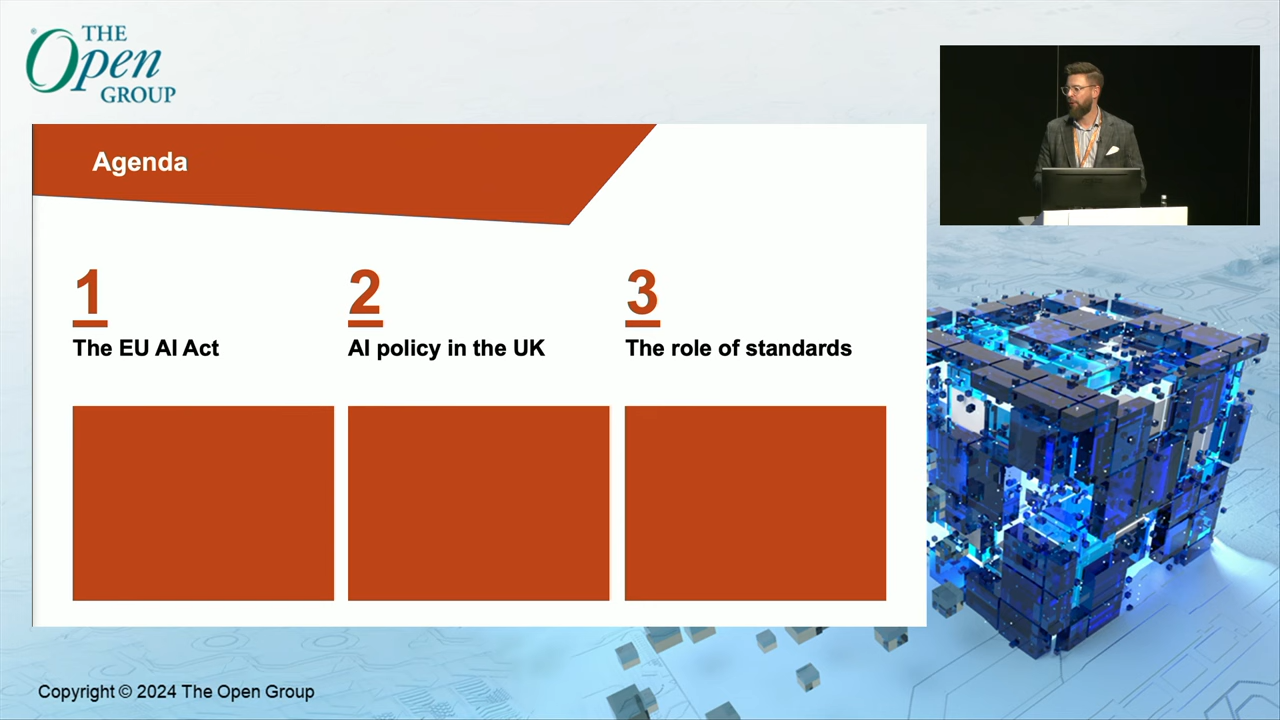 THE
Open
GROUP
Agenda
1
The EU AI Act
2
AI policy in the UK
3
The role of standards
Copyright © 2024 The Open Group